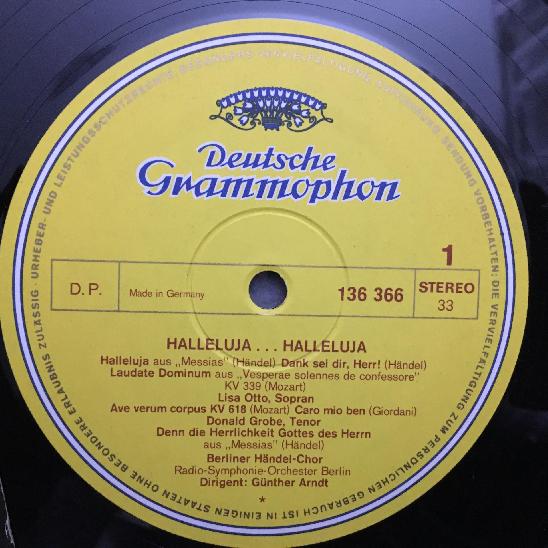 Deutsche
Grammophon
1
D.P.
Made in Germany
136 366
STEREO
33
HALLELUJA . . . HALLELUJA
Halleluja aus „Messias" (Händel) Dank sei dir, Herr! (Händel)
Laudate Dominum aus „Vesperae solennes de confessore"
KV 339 (Mozart)
Lisa Otto, Sopran
Ave verum corpus KV 618 (Mozart) Caro mio ben (Giordani)
Donald Grobe, Tenor
Denn die Herrlichkeit Gottes des Herrn
aus „Messias" (Händel)
Berliner Händel-Chor
Radio-Symphonie-Orchester Berlin
Dirigent: Günther Arndt
*
URHEBER- UND LEISTUNGSSCHUTZRECHTE, BESONDERS VERVIELFÄLTIGUNG, AUFFÜHRUNG, SENDUNG VORBEHALTEN; DIE VERVIELFÄLTIGUNG ZUM PERSÖNLICHEN GEBRAUCH IST IN EINIGEN STAATEN OHNE BESONDERE ERLAUBNIS ZULÄSSIG ·